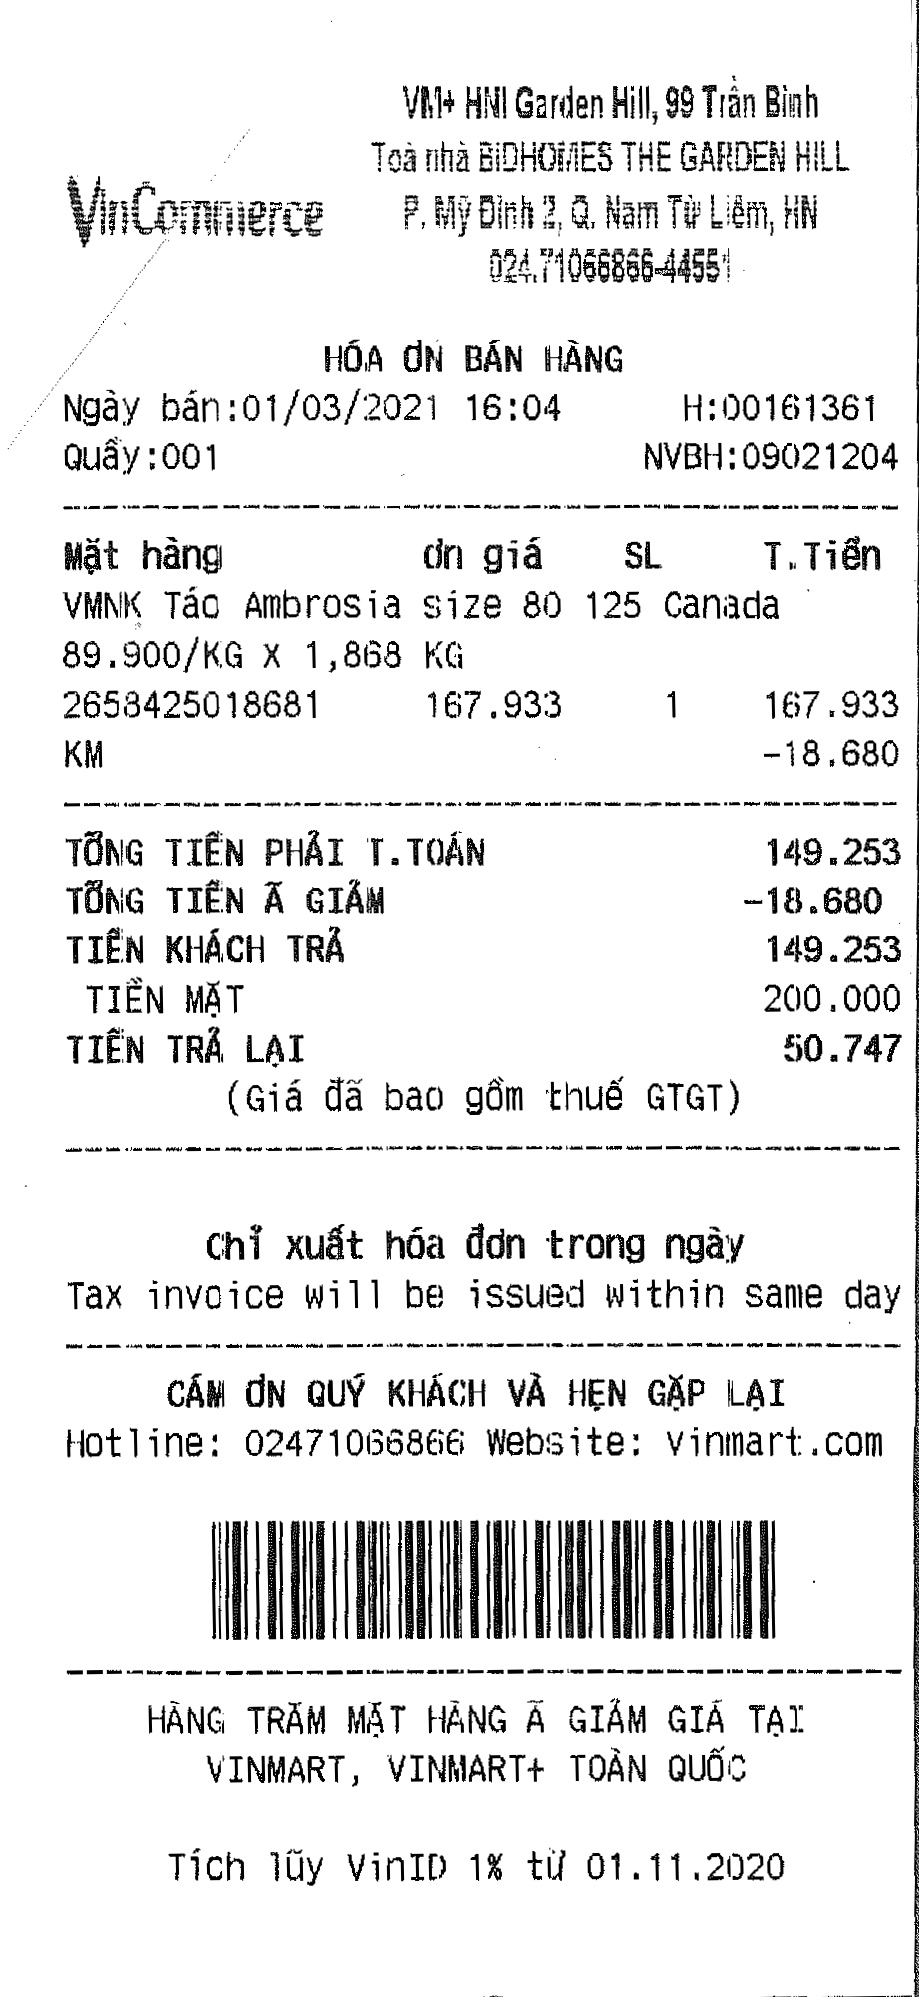 VM+ HNI Garden Hill, 99 Trần Bình
Toà nhà BIDHOMES THE GARDEN HILL
VinCommerce
P. Mỹ Đình 2, Q. Nam Từ Liêm, HN
024.71066866-44551
HÓA ƠN BÁN HÀNG
Ngày bán:01/03/2021 16:04 H:00161361
Quầy:001 NVBH:09021204
Mặt hàng ơn giá SL T.Tiền
VMNK Táo Ambrosia size 80 125 Canada
89.900/KG X 1,868 KG
2658425018681 167.933 1 167.933
KM -18.680
TỔNG TIỀN PHẢI T.TOÁN 149.253
TỔNG TIỀN Ã GIẢM -18.680
TIỀN KHÁCH TRẢ 149.253
TIỀN MẶT 200.000
TIỀN TRẢ LẠI 50.747
(Giá đã bao gồm thuế GTGT)
Chỉ xuất hóa đơn trong ngày
Tax invoice will be issued within same day
CẢM ƠN QUÝ KHÁCH VÀ HẸN GẶP LẠI
Hotline: 02471066866 Website: vinmart.com
HÀNG TRĂM MẶT HÀNG Ã GIẢM GIÁ TẠI
VINMART, VINMART+ TOÀN QUỐC
Tích lũy VinID 1% từ 01.11.2020